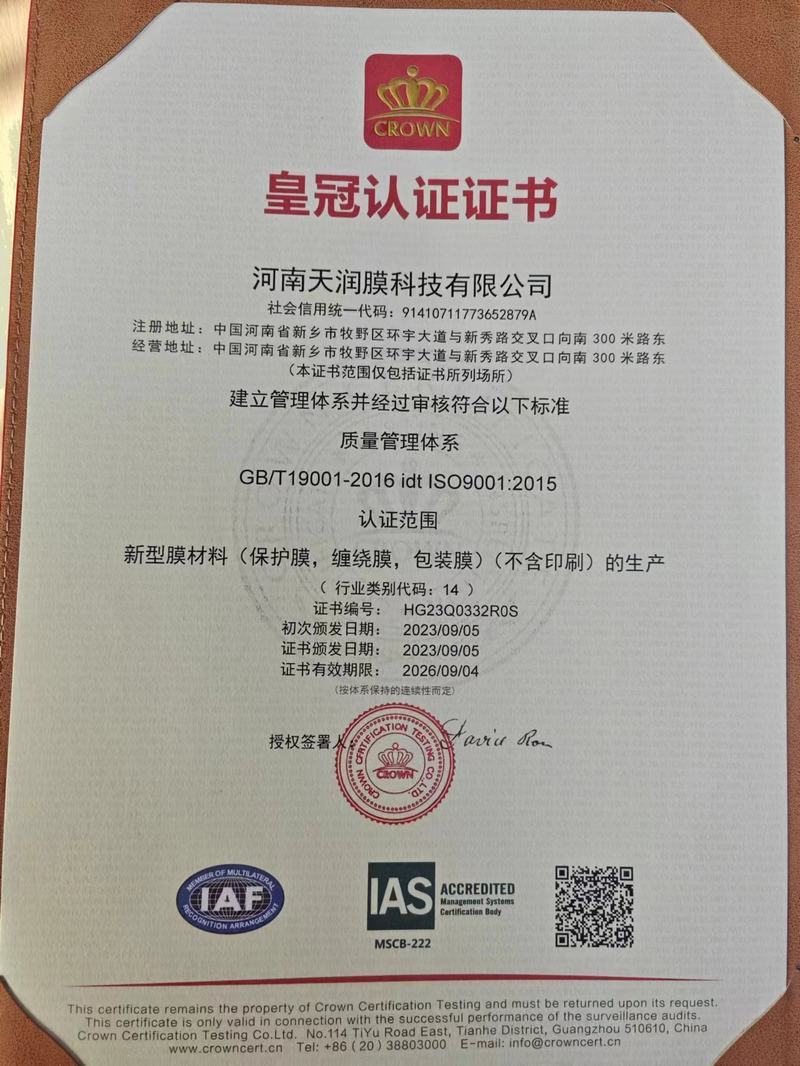 CROWN
皇冠认证证书
河南天润膜科技有限公司
社会信用统一代码：91410711773652879A
注册地址：中国河南省新乡市牧野区环宇大道与新秀路交叉口向南 300 米路东
经营地址：中国河南省新乡市牧野区环宇大道与新秀路交叉口向南 300 米路东
（本证书范围仅包括证书所列场所）
建立管理体系并经过审核符合以下标准
质量管理体系
GB/T19001-2016 idt ISO9001:2015
认证范围
新型膜材料（保护膜，缠绕膜，包装膜）（不含印刷）的生产
（ 行业类别代码：14 ）
证书编号： HG23Q0332R0S
初次颁发日期： 2023/09/05
证书颁发日期： 2023/09/05
证书有效期限： 2026/09/04
（按体系保持的连续性而定）
授权签署人：
CROWN CERTIFICATION TESTING CO.,LTD.
CROWN
MEMBER OF MULTILATERAL
IAF
RECOGNITION ARRANGEMENT
IAS ACCREDITED
Management Systems
Certification Body
MSCB-222
This certificate remains the property of Crown Certification Testing and must be returned upon its request.
This certificate is only valid in connection with the successful performance of the surveillance audits.
Crown Certification Testing Co.Ltd. No.114 TiYu Road East, Tianhe District, Guangzhou 510610, China
www.crowncert.cn Tel: +86 (20) 38803000 E-mail: info@crowncert.cn